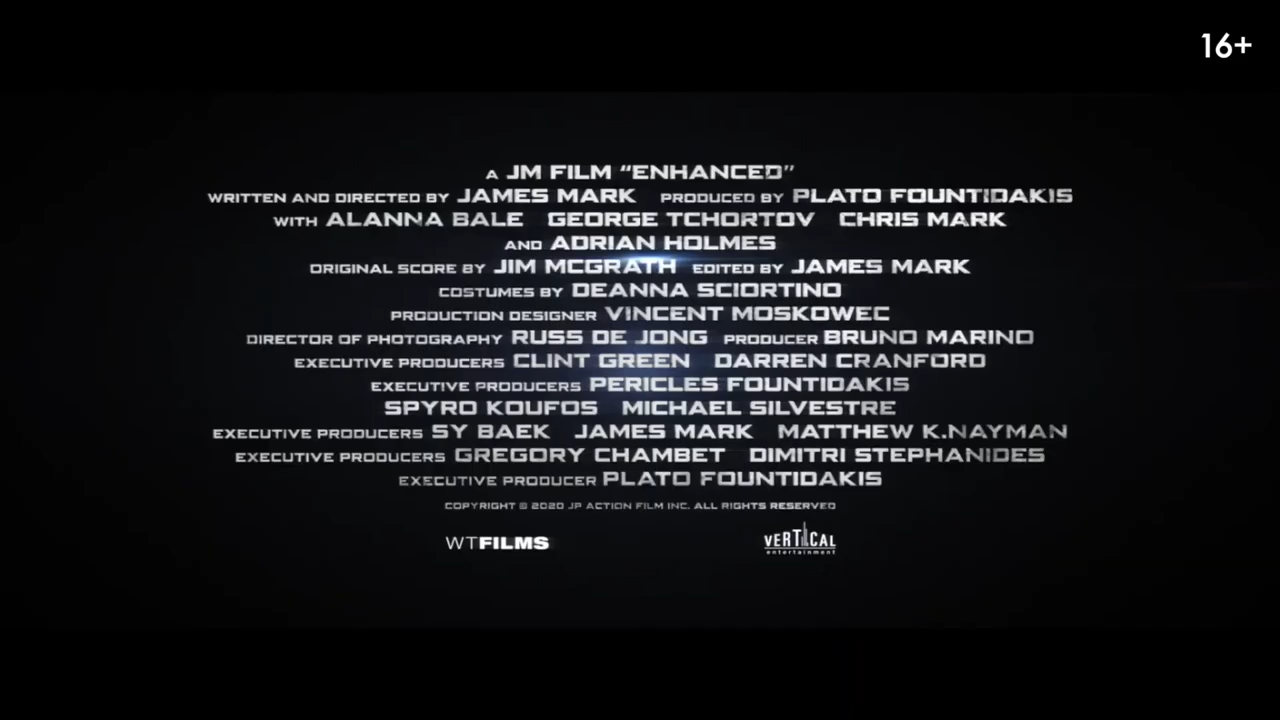 16+
A JM FILM “ENHANCED”
WRITTEN AND DIRECTED BY JAMES MARK PRODUCED BY PLATO FOUNTIDAKIS
WITH ALANNA BALE GEORGE TCHORTOV CHRIS MARK
AND ADRIAN HOLMES
ORIGINAL SCORE BY JIM MCGRATH EDITED BY JAMES MARK
COSTUMES BY DEANNA SCIORTINO
PRODUCTION DESIGNER VINCENT MOSKOWEC
DIRECTOR OF PHOTOGRAPHY RUSS DE JONG PRODUCER BRUNO MARINO
EXECUTIVE PRODUCERS CLINT GREEN DARREN CRANFORD
EXECUTIVE PRODUCERS PERICLES FOUNTIDAKIS
SPYRO KOUFOS MICHAEL SILVESTRE
EXECUTIVE PRODUCERS SY BAEK JAMES MARK MATTHEW K.NAYMAN
EXECUTIVE PRODUCERS GREGORY CHAMBET DIMITRI STEPHANIDES
EXECUTIVE PRODUCER PLATO FOUNTIDAKIS
COPYRIGHT © 2020 JP ACTION FILM INC. ALL RIGHTS RESERVED
WTFILMS VERTICAL
entertainment